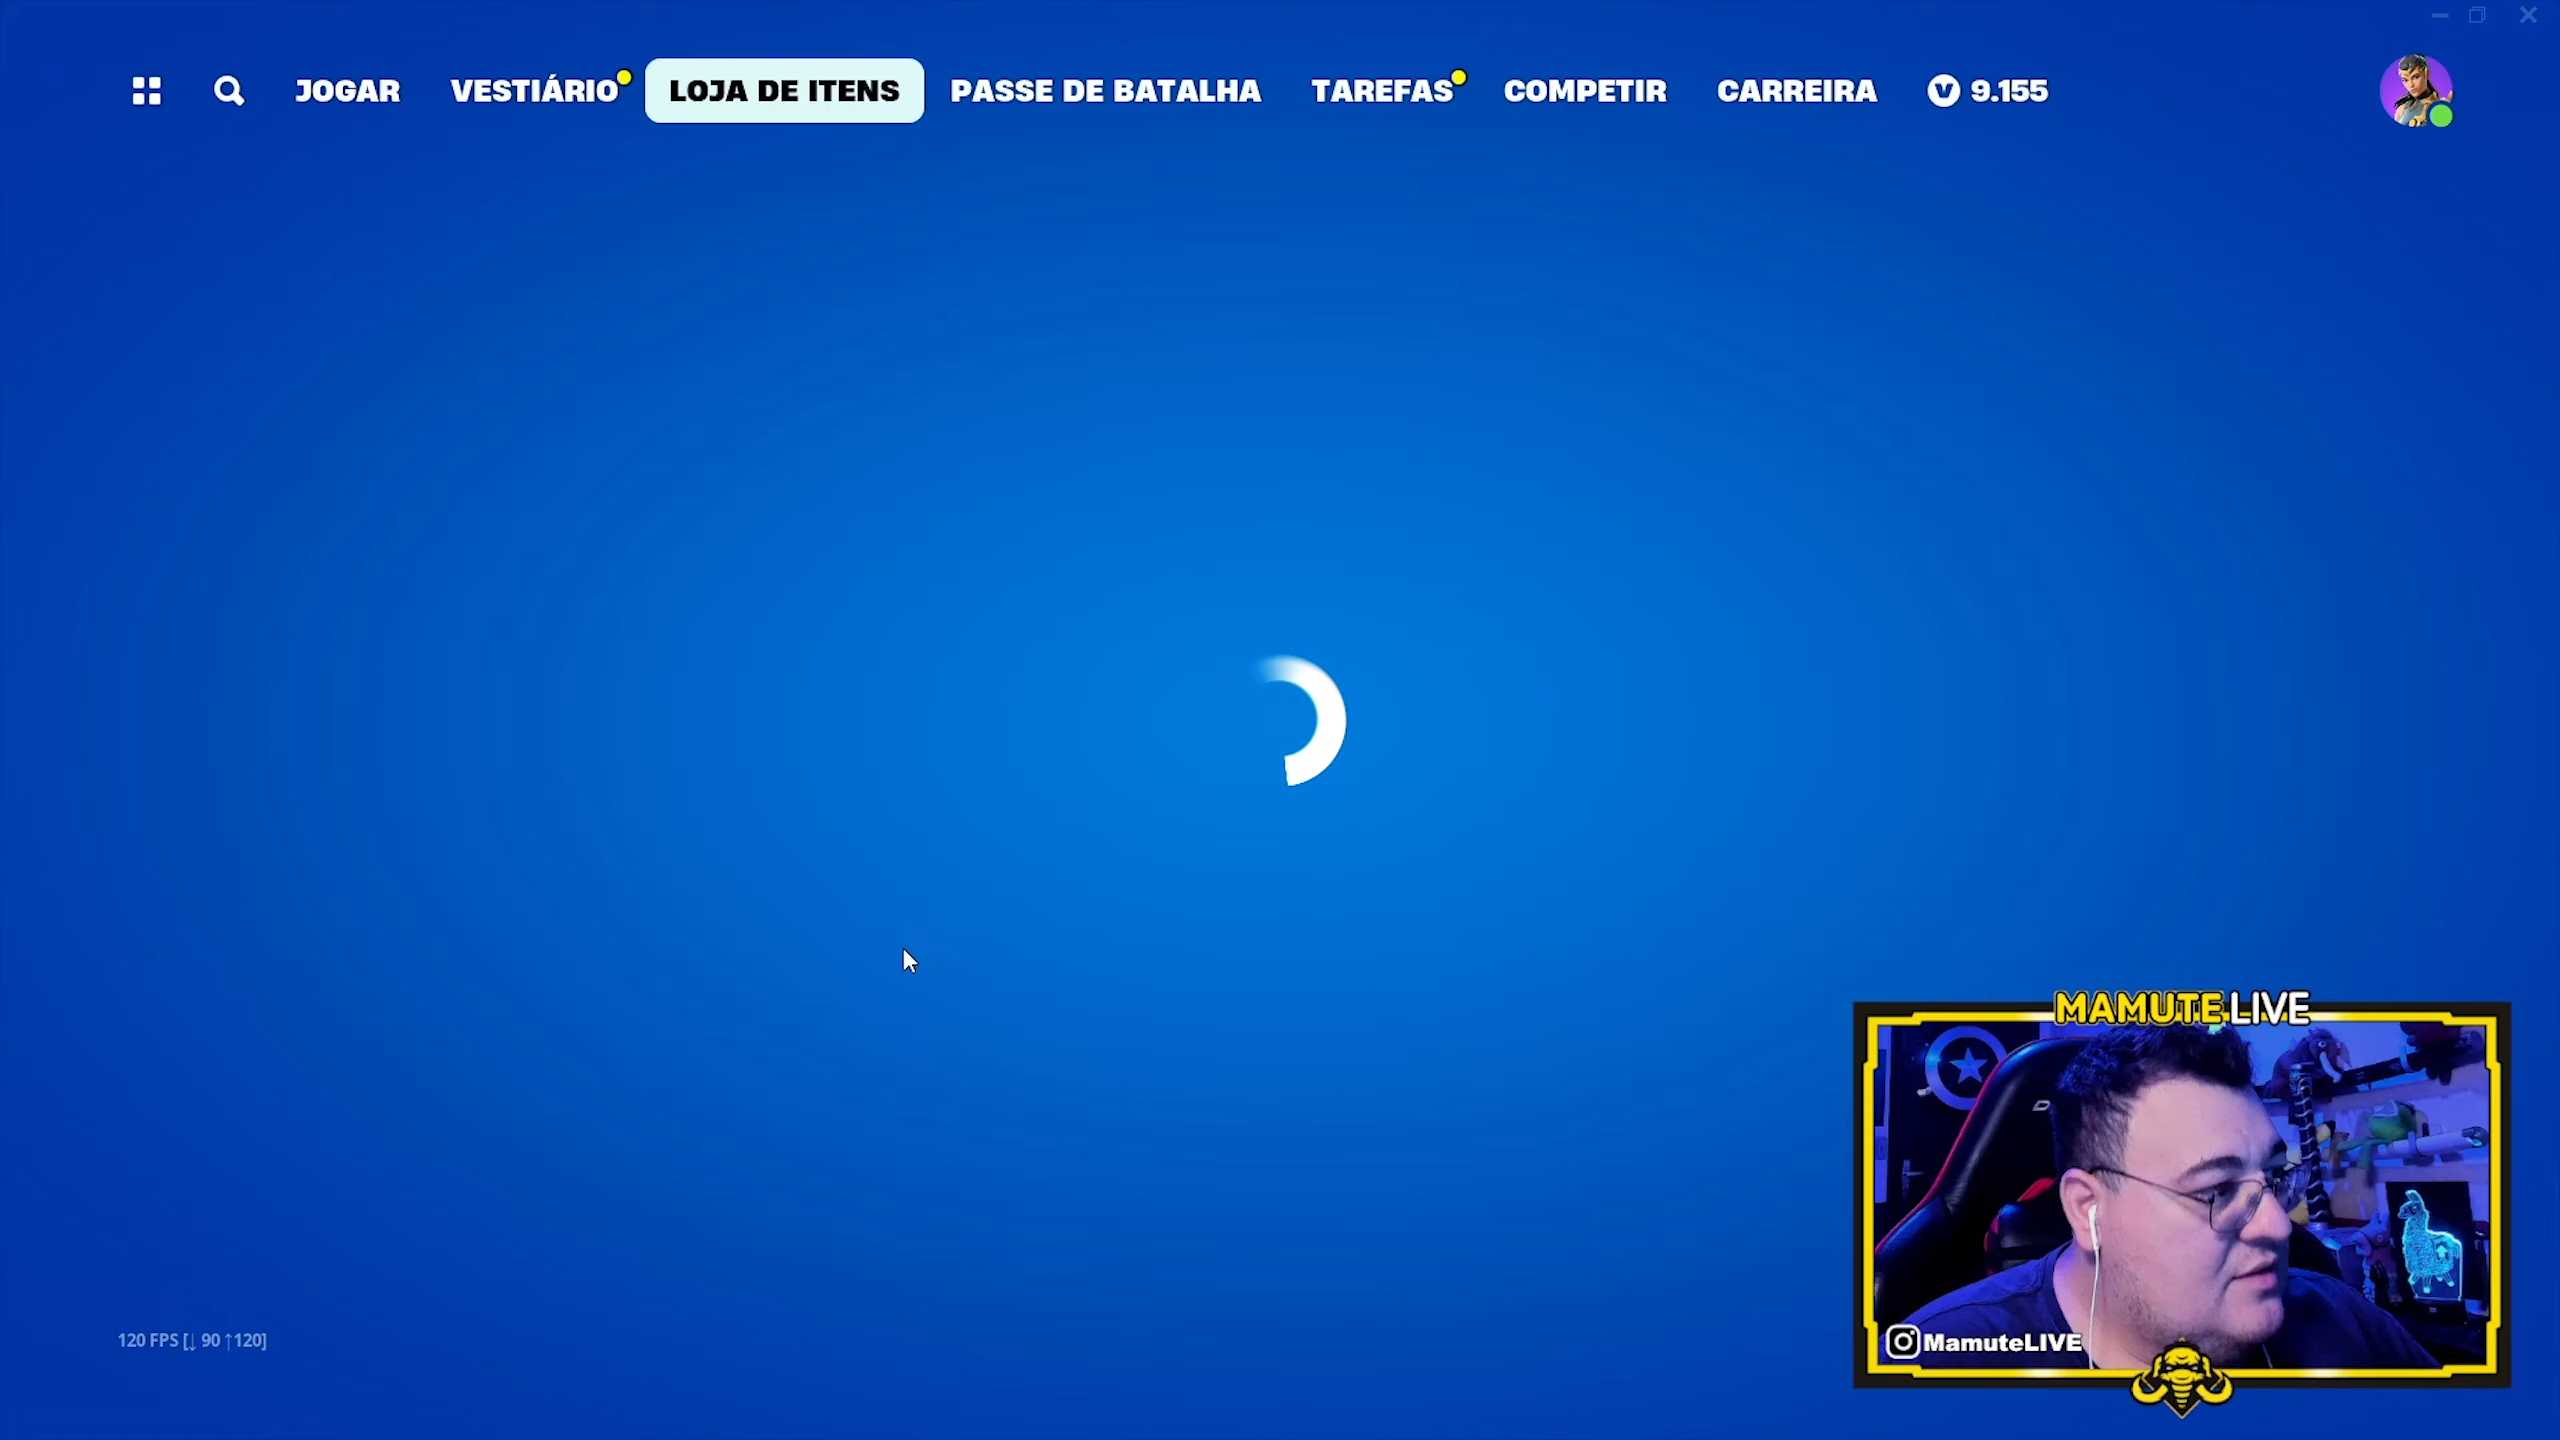 JOGAR VESTIÁRIO LOJA DE ITENS PASSE DE BATALHA TAREFAS COMPETIR CARREIRA V 9.155
MAMUTE LIVE
MamuteLIVE
120 FPS [↓ 90 ↑120]